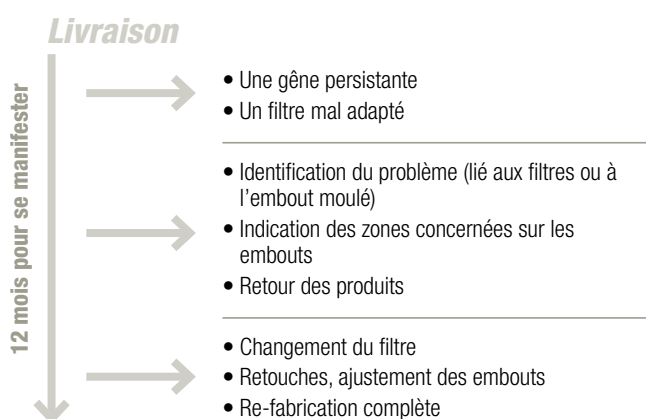 Livraison
12 mois pour se manifester
• Une gêne persistante
• Un filtre mal adapté
• Identification du problème (lié aux filtres ou à
l'embout moulé)
• Indication des zones concernées sur les
embouts
• Retour des produits
• Changement du filtre
• Retouches, ajustement des embouts
• Re-fabrication complète